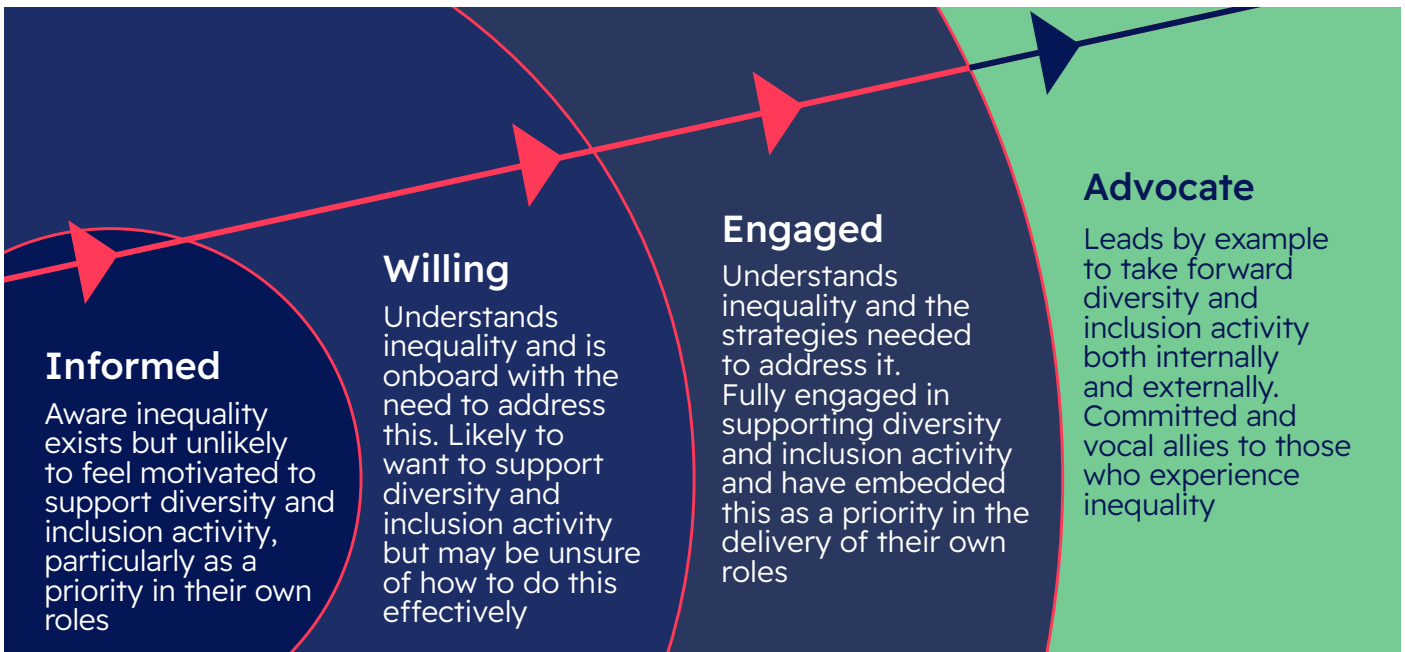 Informed
Aware inequality
exists but unlikely
to feel motivated to
support diversity and
inclusion activity,
particularly as a
priority in their own
roles
Willing
Understands
inequality and is
onboard with the
need to address
this. Likely to
want to support
diversity and
inclusion activity
but may be unsure
of how to do this
effectively
Engaged
Understands
inequality and the
strategies needed
to address it.
Fully engaged in
supporting diversity
and inclusion activity
and have embedded
this as a priority in the
delivery of their own
roles
Advocate
Leads by example
to take forward
diversity and
inclusion activity
both internally
and externally.
Committed and
vocal allies to those
who experience
inequality